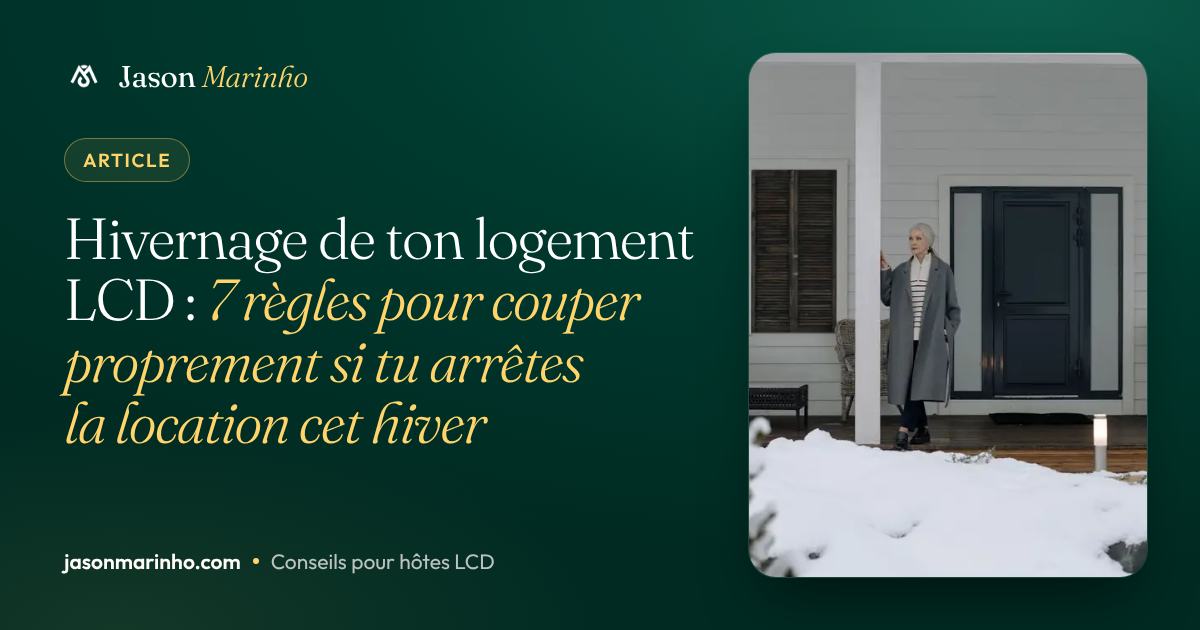 Jason Marinho
ARTICLE
Hivernage de ton logement
LCD : 7 règles pour couper
proprement si tu arrêtes
la location cet hiver
jasonmarinho.com • Conseils pour hôtes LCD